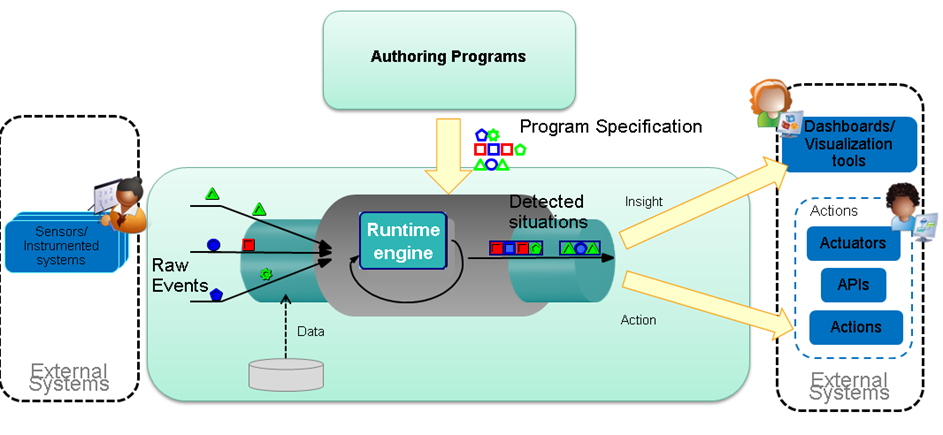 Authoring Programs
Program Specification
Dashboards/
Visualization
tools
Sensors/
Instrumented
systems
Raw
Events
Runtime
engine
Detected
situations
Insight
Actions
Actuators
APIs
Actions
Data
Action
External
Systems
External
Systems